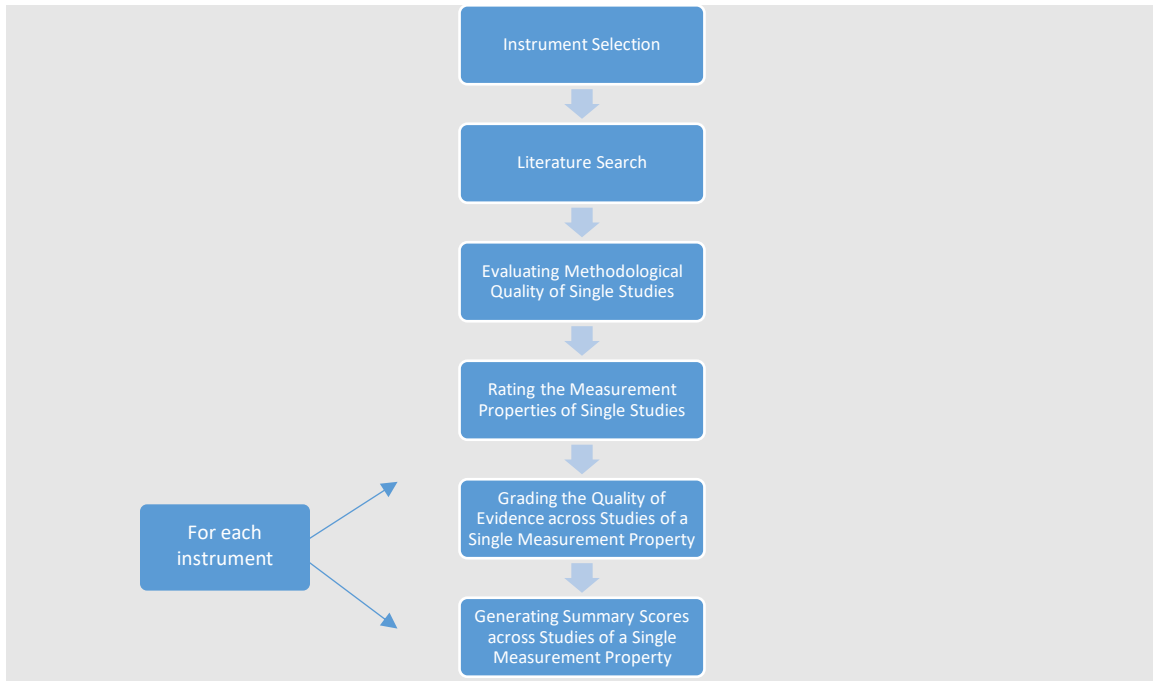 Instrument Selection
Literature Search
Evaluating Methodological
Quality of Single Studies
Rating the Measurement
Properties of Single Studies
Grading the Quality of
Evidence across Studies of a
Single Measurement Property
For each
instrument
Generating Summary Scores
across Studies of a Single
Measurement Property